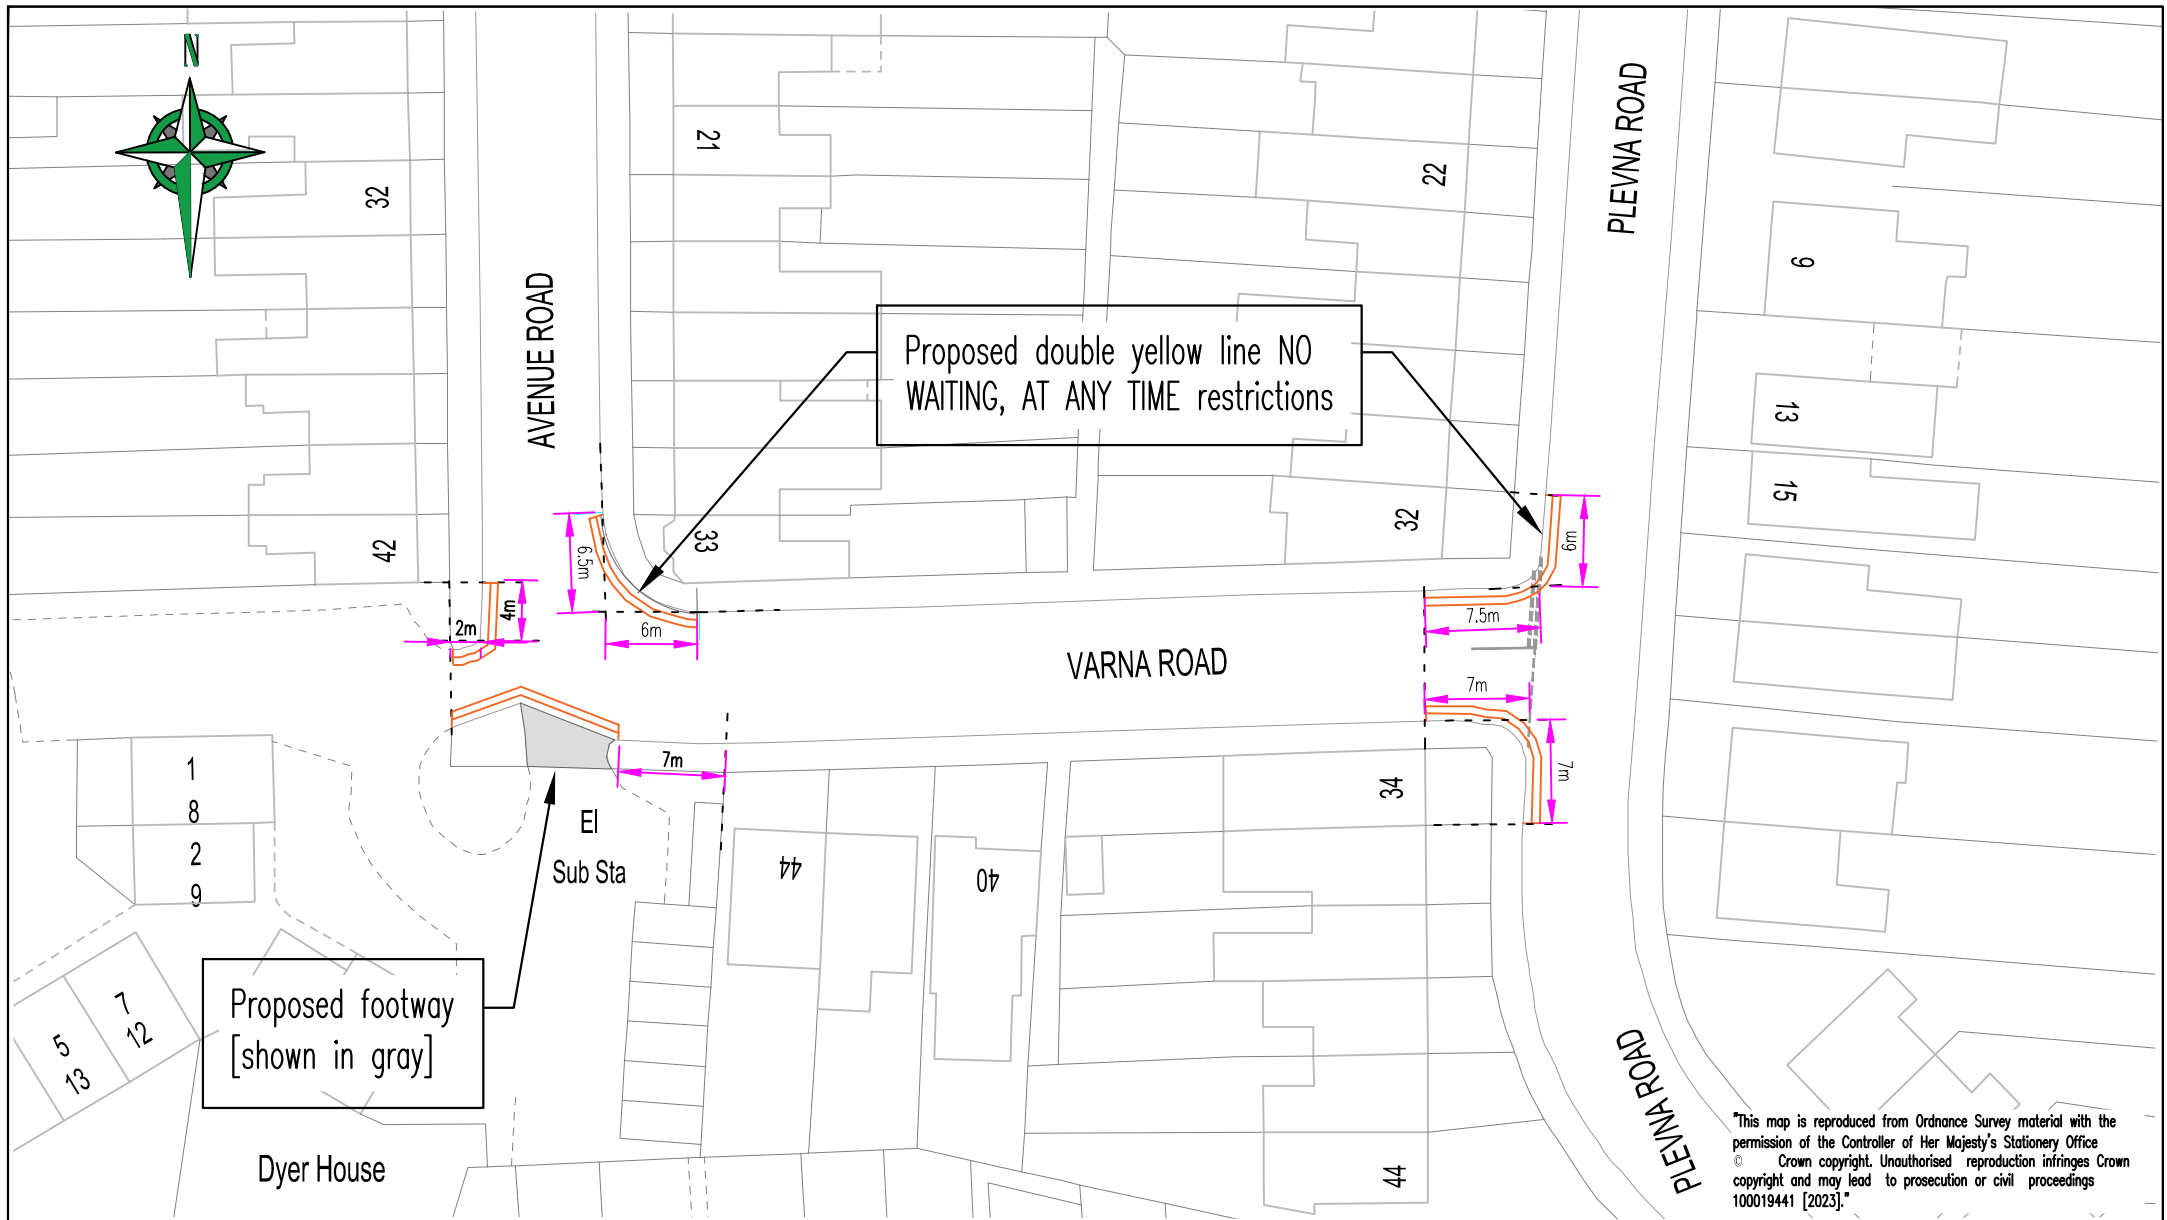 N
21
32
22
PLEVNA ROAD
9
AVENUE ROAD
Proposed double yellow line NO
WAITING, AT ANY TIME restrictions
13
15
42
33
32
6.5m
6m
4m
2m
6m
7.5m
VARNA ROAD
7m
7m
7m
1
8
2
9
El
Sub Sta
44
40
34
Proposed footway
[shown in gray]
7
12
5
13
Dyer House
44
PLEVNA ROAD
"This map is reproduced from Ordnance Survey material with the
permission of the Controller of Her Majesty's Stationery Office
© Crown copyright. Unauthorised reproduction infringes Crown
copyright and may lead to prosecution or civil proceedings
100019441 [2023]."